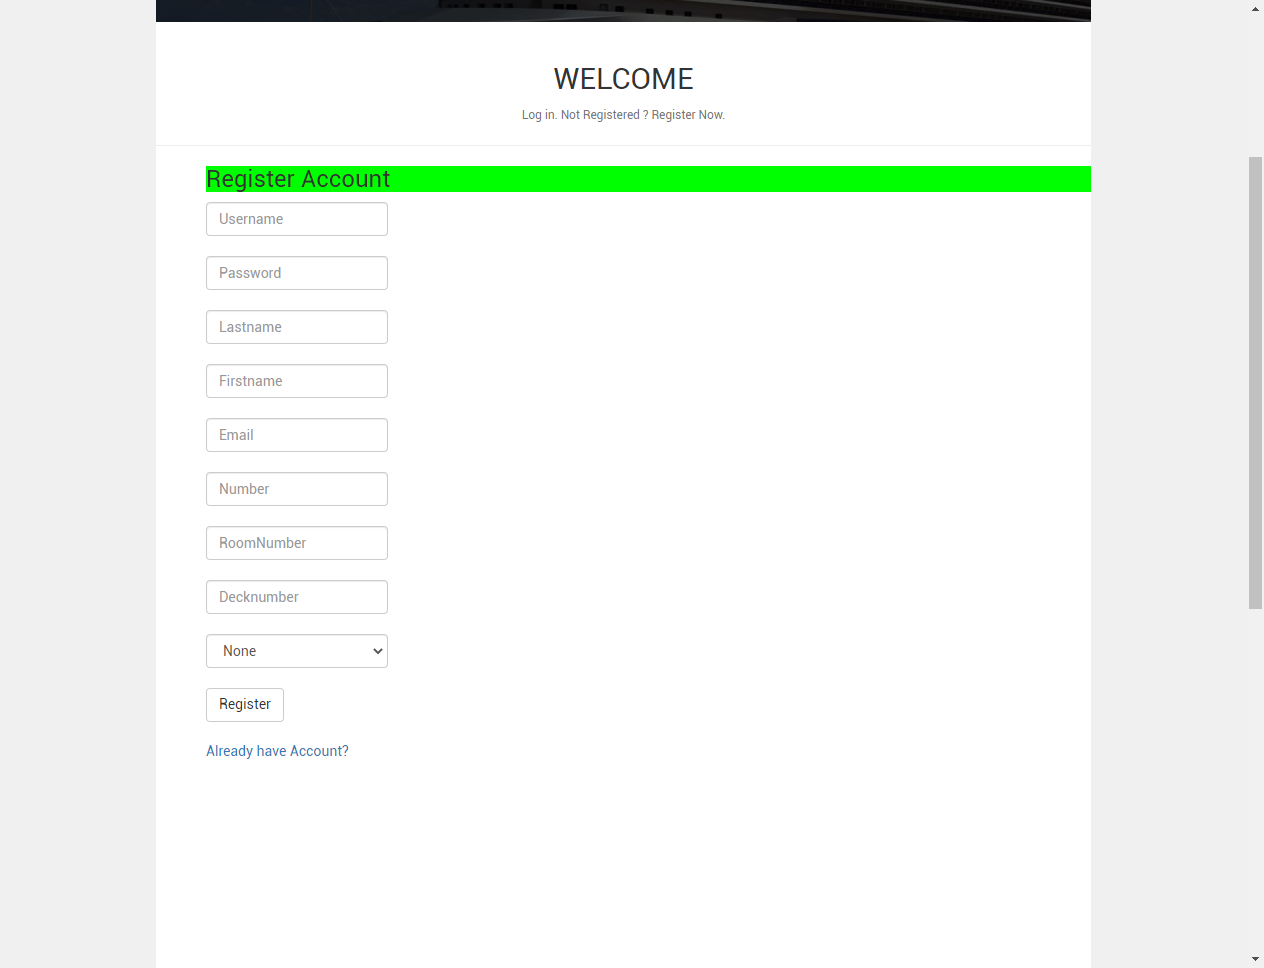 WELCOME
Log in. Not Registered ? Register Now.
Register Account
Username
Password
Lastname
Firstname
Email
Number
RoomNumber
Decknumber
None
Register
Already have Account?